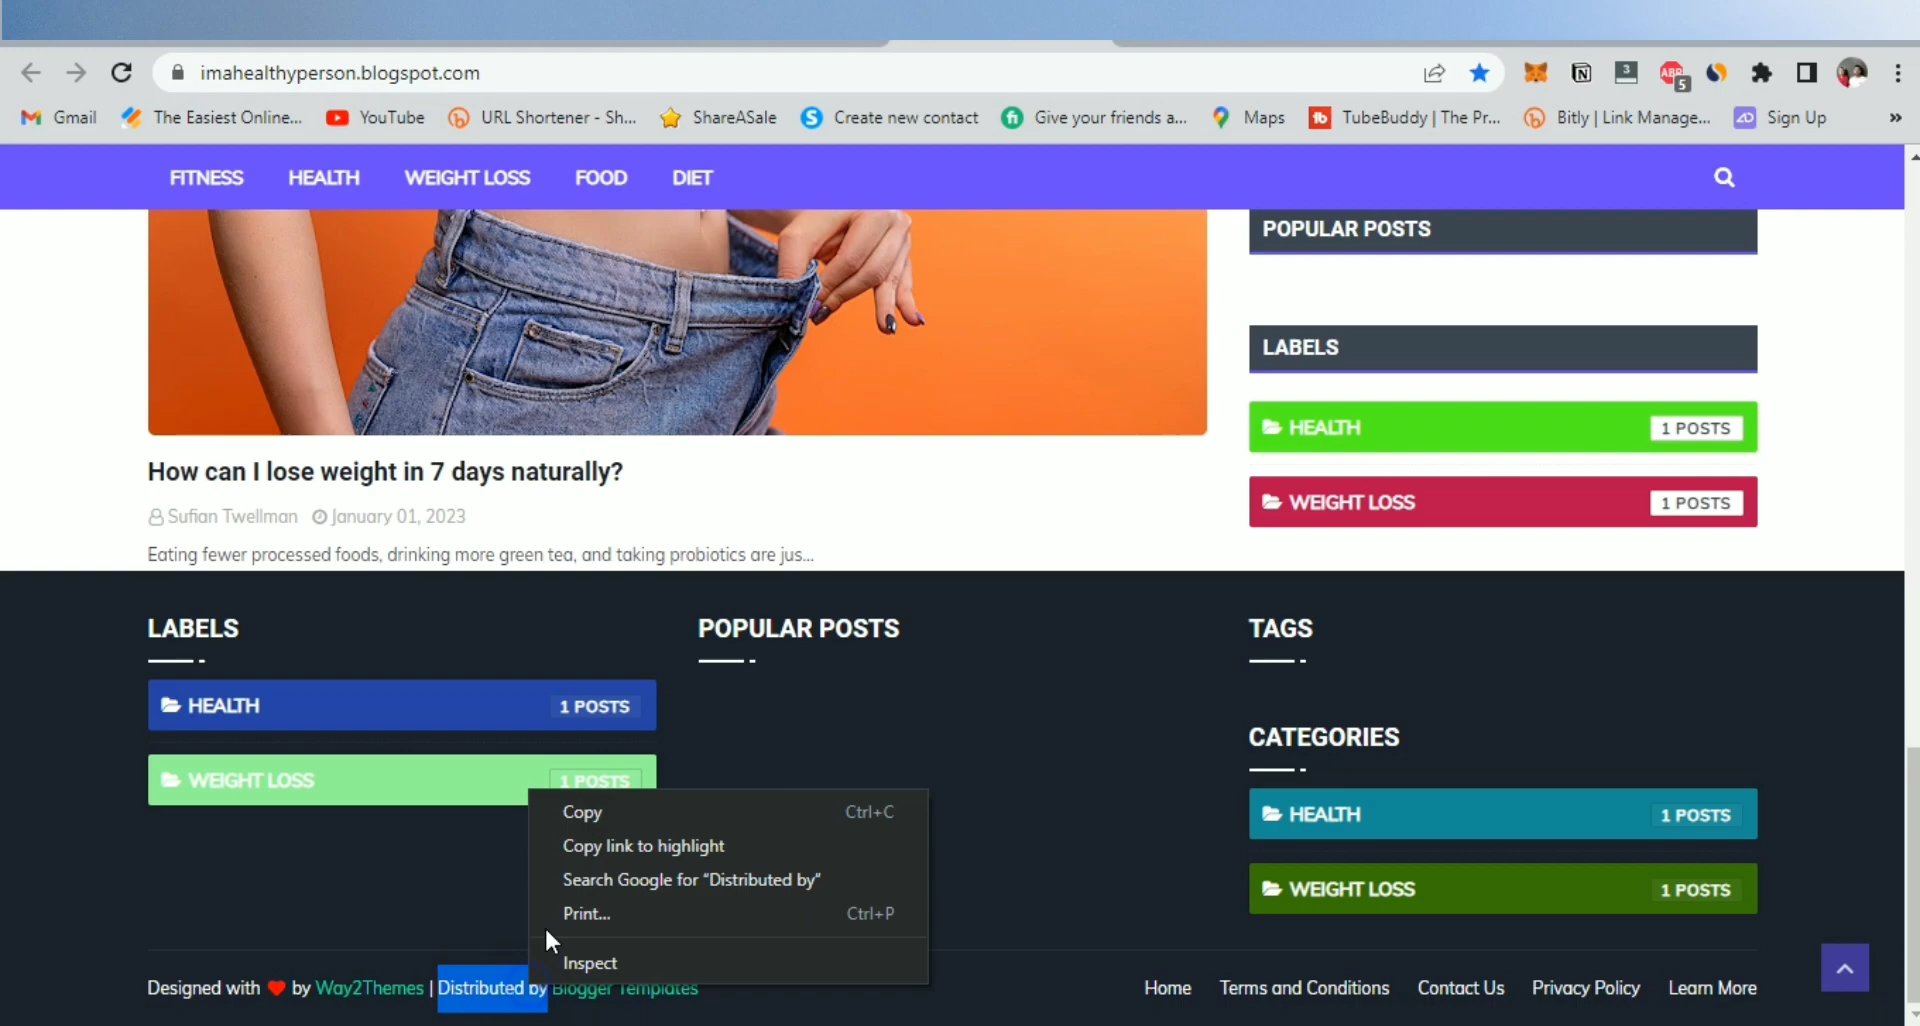 imahealthyperson.blogspot.com
3
ABP
5
Gmail
The Easiest Online...
YouTube
URL Shortener - Sh...
ShareASale
Create new contact
Give your friends a...
Maps
TubeBuddy | The Pr...
Bitly | Link Manage...
Sign Up
»
FITNESS
HEALTH
WEIGHT LOSS
FOOD
DIET
POPULAR POSTS
LABELS
HEALTH 1 POSTS
WEIGHT LOSS 1 POSTS
How can I lose weight in 7 days naturally?
Sufian Twellman January 01, 2023
Eating fewer processed foods, drinking more green tea, and taking probiotics are jus...
LABELS
HEALTH 1 POSTS
WEIGHT LOSS 1 POSTS
POPULAR POSTS
TAGS
CATEGORIES
HEALTH 1 POSTS
WEIGHT LOSS 1 POSTS
Copy Ctrl+C
Copy link to highlight
Search Google for “Distributed by”
Print... Ctrl+P
Inspect
Designed with ❤ by Way2Themes | Distributed by Blogger Templates
Home Terms and Conditions Contact Us Privacy Policy Learn More